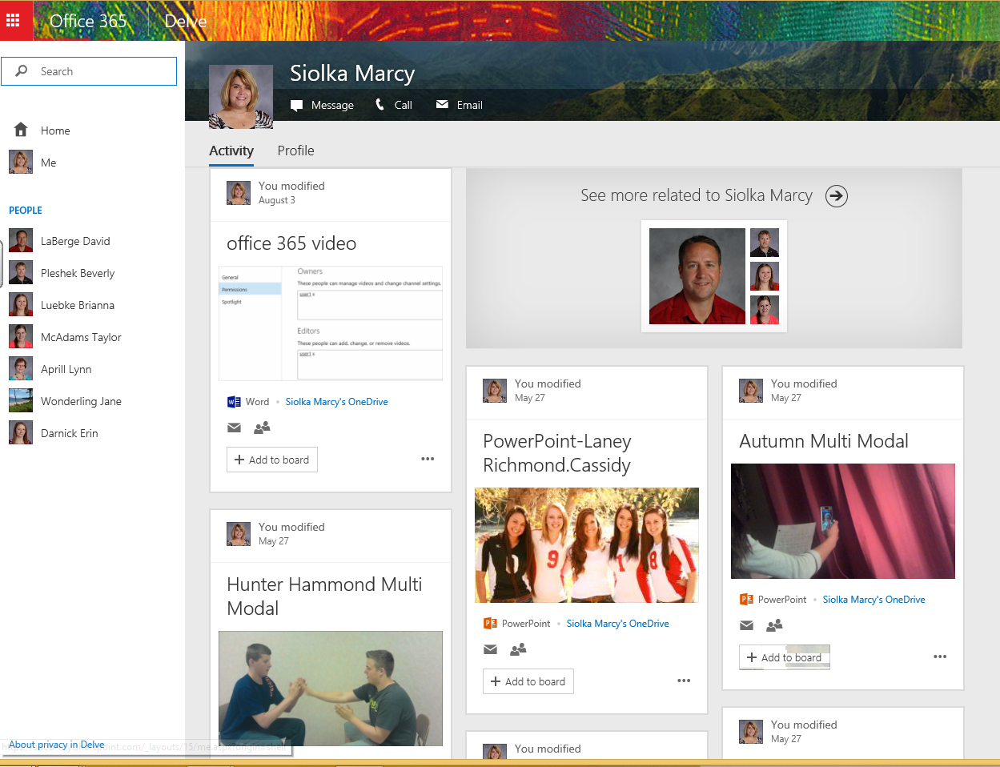 Office 365
Delve
Search
Home
Me
PEOPLE
LaBerge David
Pleshek Beverly
Luebke Brianna
McAdams Taylor
Aprill Lynn
Wonderling Jane
Darnick Erin
About privacy in Delve
Siolka Marcy
Message
Call
Email
Activity
Profile
You modified
August 3
office 365 video
General
Permissions
Spotlight
Owners
These people can manage videos and change channel settings.
user1 x
Editors
These people can add, change, or remove videos.
user1 x
Word • Siolka Marcy's OneDrive
+ Add to board
You modified
May 27
Hunter Hammond Multi
Modal
See more related to Siolka Marcy
You modified
May 27
PowerPoint-Laney
Richmond.Cassidy
9
1
8
PowerPoint • Siolka Marcy's OneDrive
+ Add to board
You modified
You modified
May 27
Autumn Multi Modal
PowerPoint • Siolka Marcy's OneDrive
+ Add to board
You modified
May 27